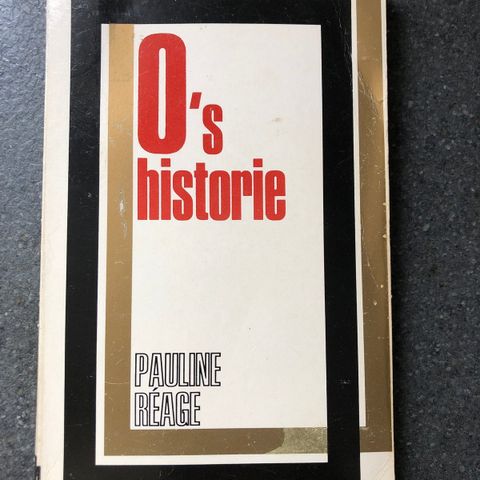 O's
historie
PAULINE
RÉAGE